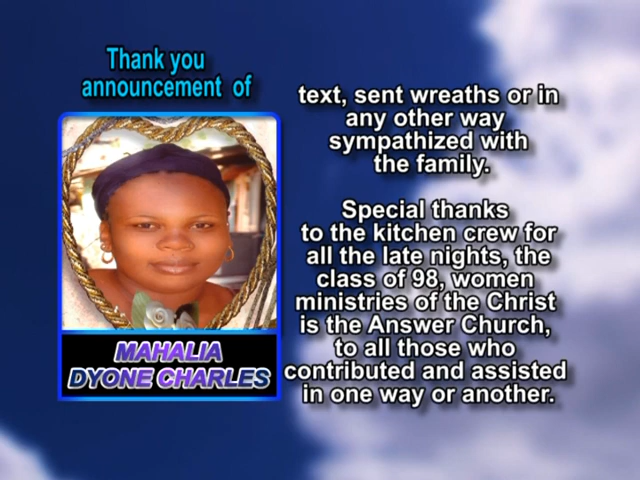 Thank you
announcement of
MAHALIA
DYONE CHARLES
text, sent wreaths or in
any other way
sympathized with
the family.
Special thanks
to the kitchen crew for
all the late nights, the
class of 98, women
ministries of the Christ
is the Answer Church,
to all those who
contributed and assisted
in one way or another.